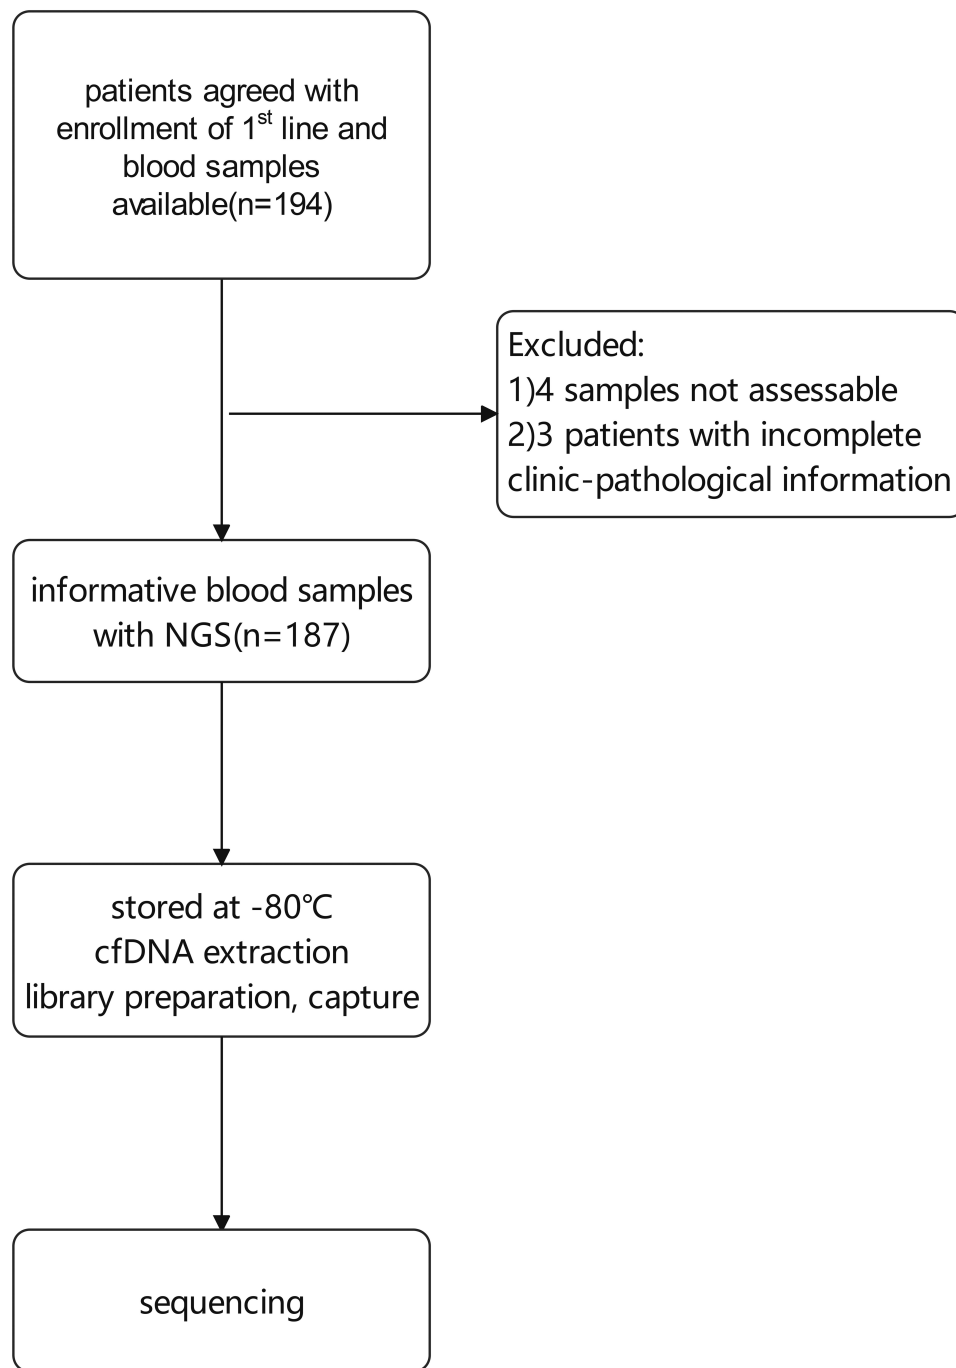 patients agreed with
enrollment of 1st line and
blood samples
available(n=194)
Excluded:
1)4 samples not assessable
2)3 patients with incomplete
clinic-pathological information
informative blood samples
with NGS(n=187)
stored at -80℃
cfDNA extraction
library preparation, capture
sequencing